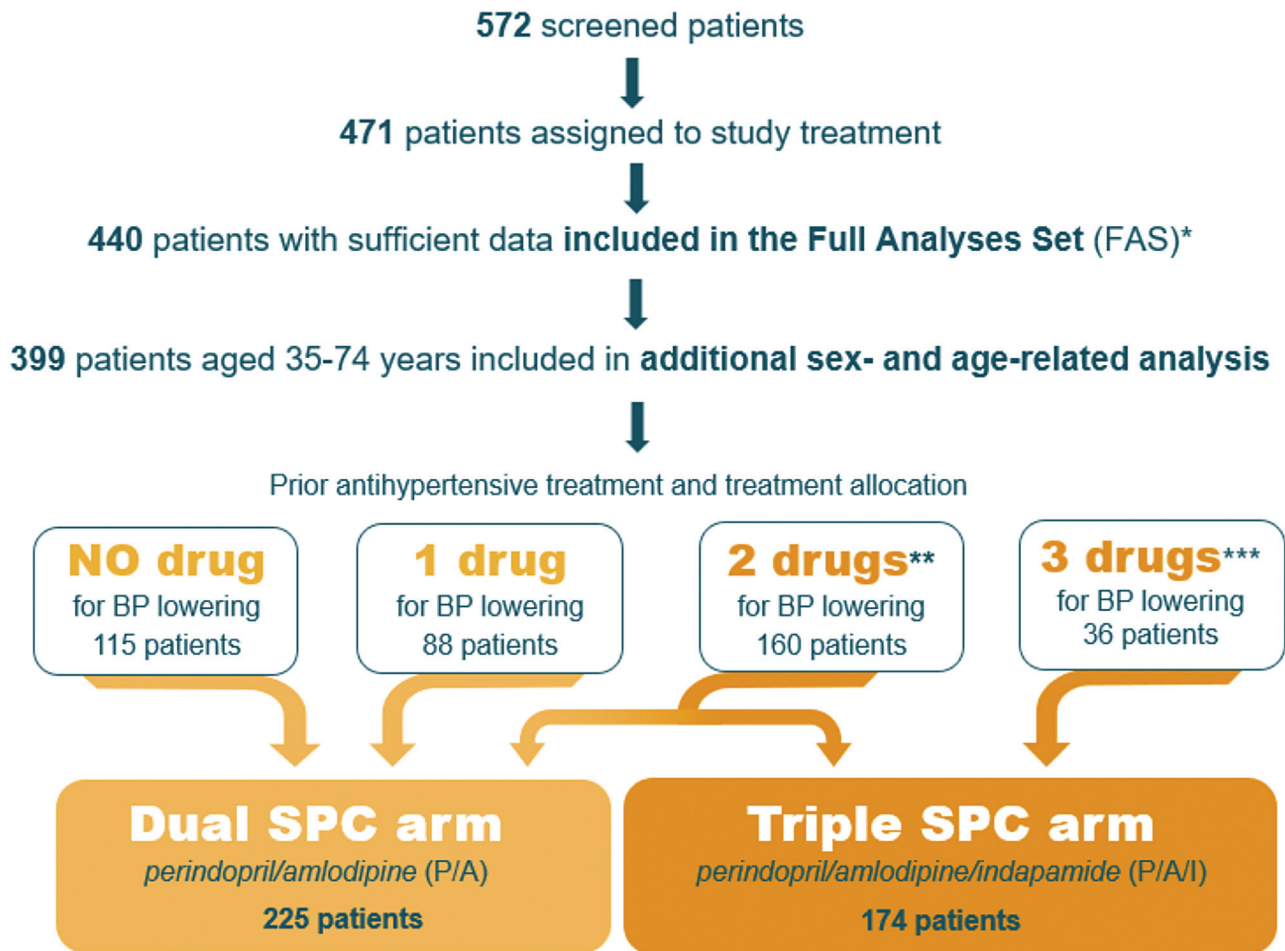 572 screened patients
471 patients assigned to study treatment
440 patients with sufficient data included in the Full Analyses Set (FAS)*
399 patients aged 35-74 years included in additional sex- and age-related analysis
Prior antihypertensive treatment and treatment allocation
NO drug
for BP lowering
115 patients
1 drug
for BP lowering
88 patients
2 drugs**
for BP lowering
160 patients
3 drugs***
for BP lowering
36 patients
Dual SPC arm
perindopril/amlodipine (P/A)
225 patients
Triple SPC arm
perindopril/amlodipine/indapamide (P/A/I)
174 patients